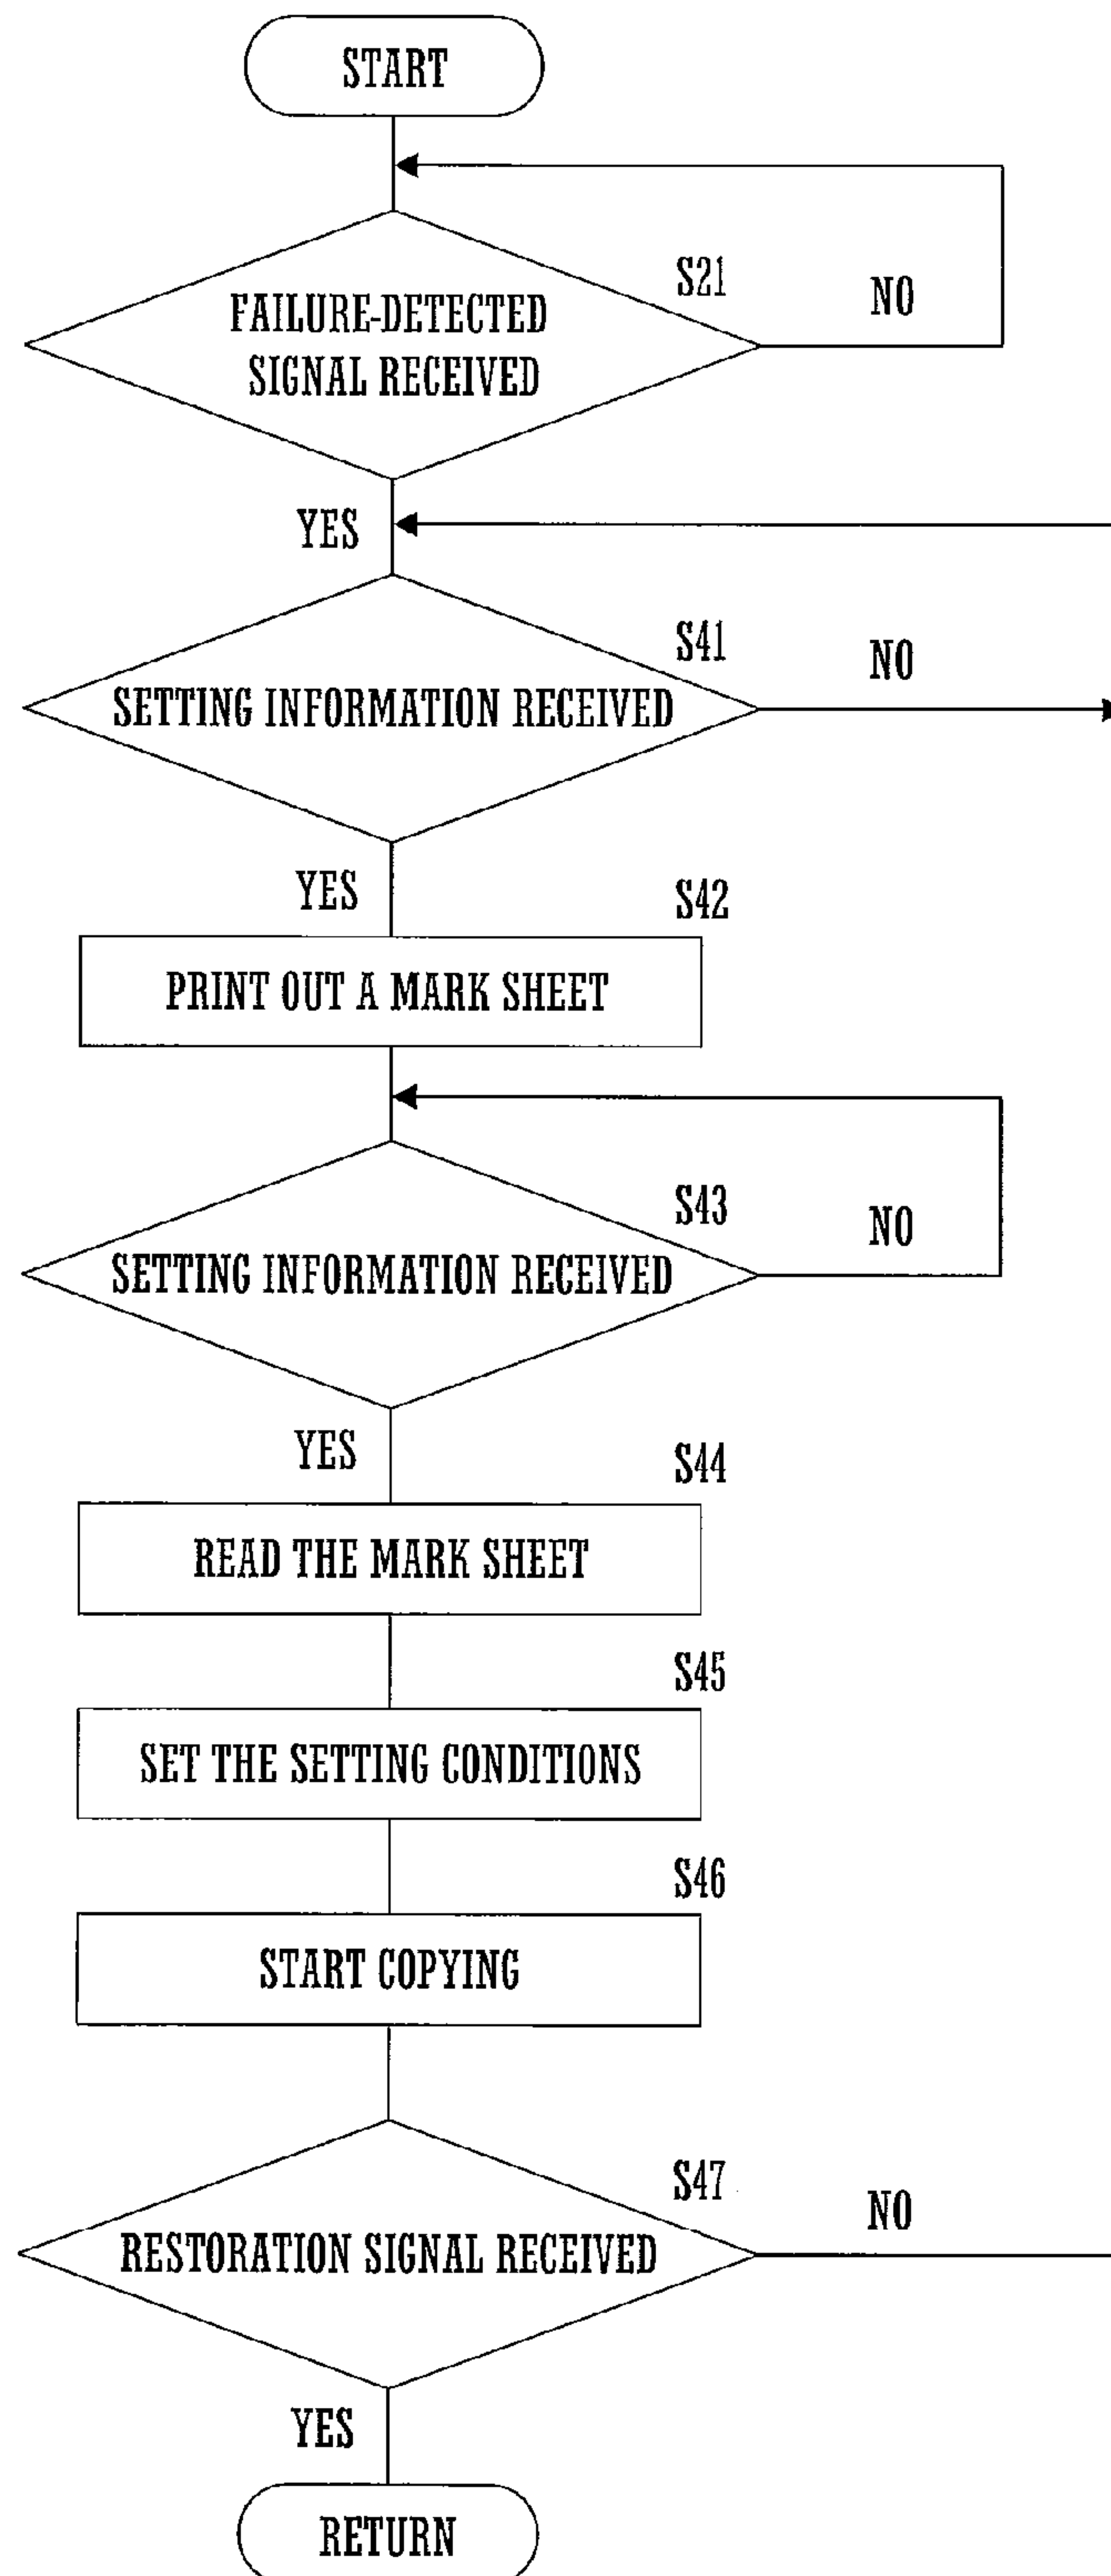 START
S21
NO
FAILURE-DETECTED
SIGNAL RECEIVED
YES
S41
NO
SETTING INFORMATION RECEIVED
YES
S42
PRINT OUT A MARK SHEET
S43
NO
SETTING INFORMATION RECEIVED
YES
S44
READ THE MARK SHEET
S45
SET THE SETTING CONDITIONS
S46
START COPYING
S47
NO
RESTORATION SIGNAL RECEIVED
YES
RETURN